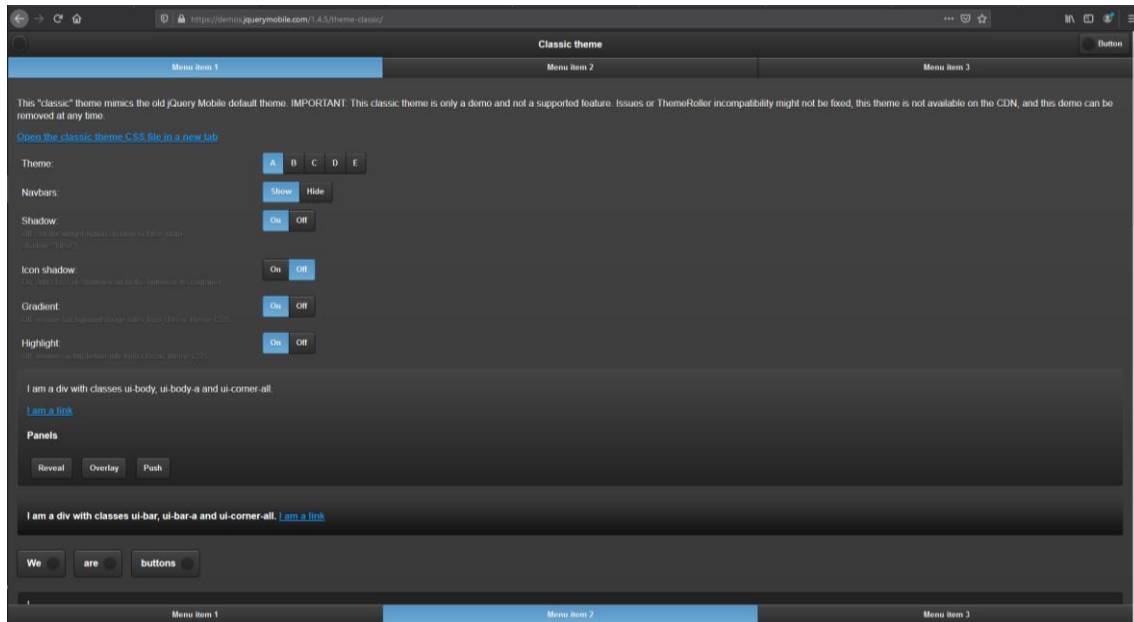 https://demos.jquerymobile.com/1.4.5/theme-classic/
Classic theme
Button
Menu item 1
Menu item 2
Menu item 3
This "classic" theme mimics the old jQuery Mobile default theme. IMPORTANT: This classic theme is only a demo and not a supported feature. Issues or ThemeRoller incompatibility might not be fixed, this theme is not available on the CDN, and this demo can be
removed at any time.
Open the classic theme CSS file in a new tab
Theme: A B C D E
Navbars: Show Hide
Shadow: On Off
Icon shadow: On Off
Gradient: On Off
Highlight: On Off
I am a div with classes ui-body, ui-body-a and ui-corner-all.
I am a link
Panels
Reveal Overlay Push
I am a div with classes ui-bar, ui-bar-a and ui-corner-all. I am a link
We are buttons
Menu item 1
Menu item 2
Menu item 3